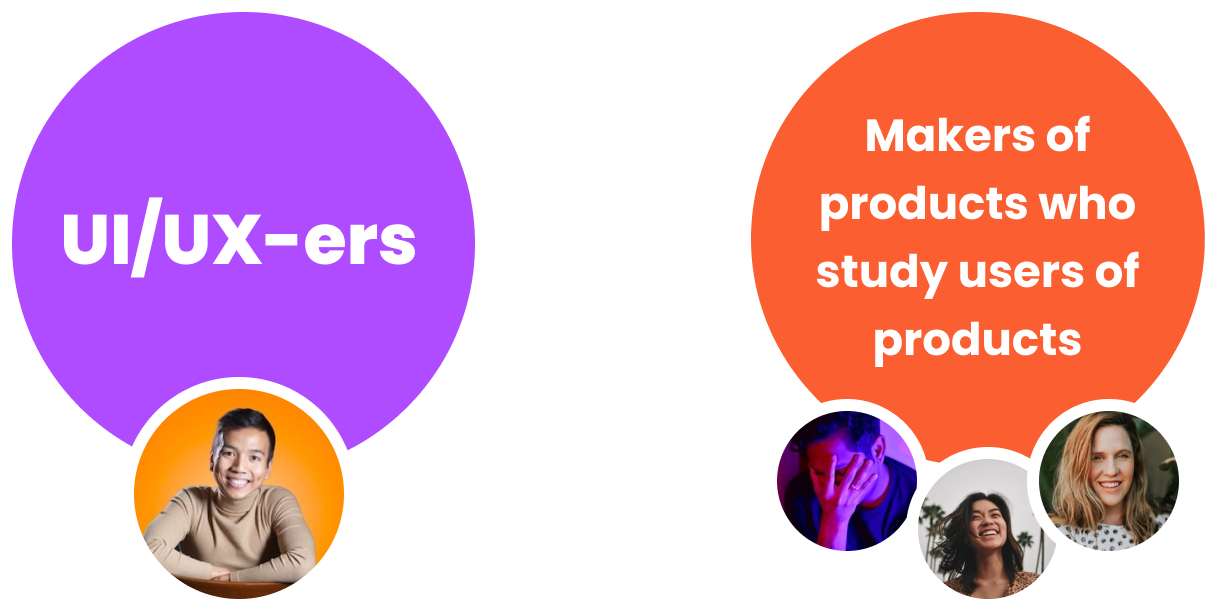 UI/UX-ers
Makers of
products who
study users of
products